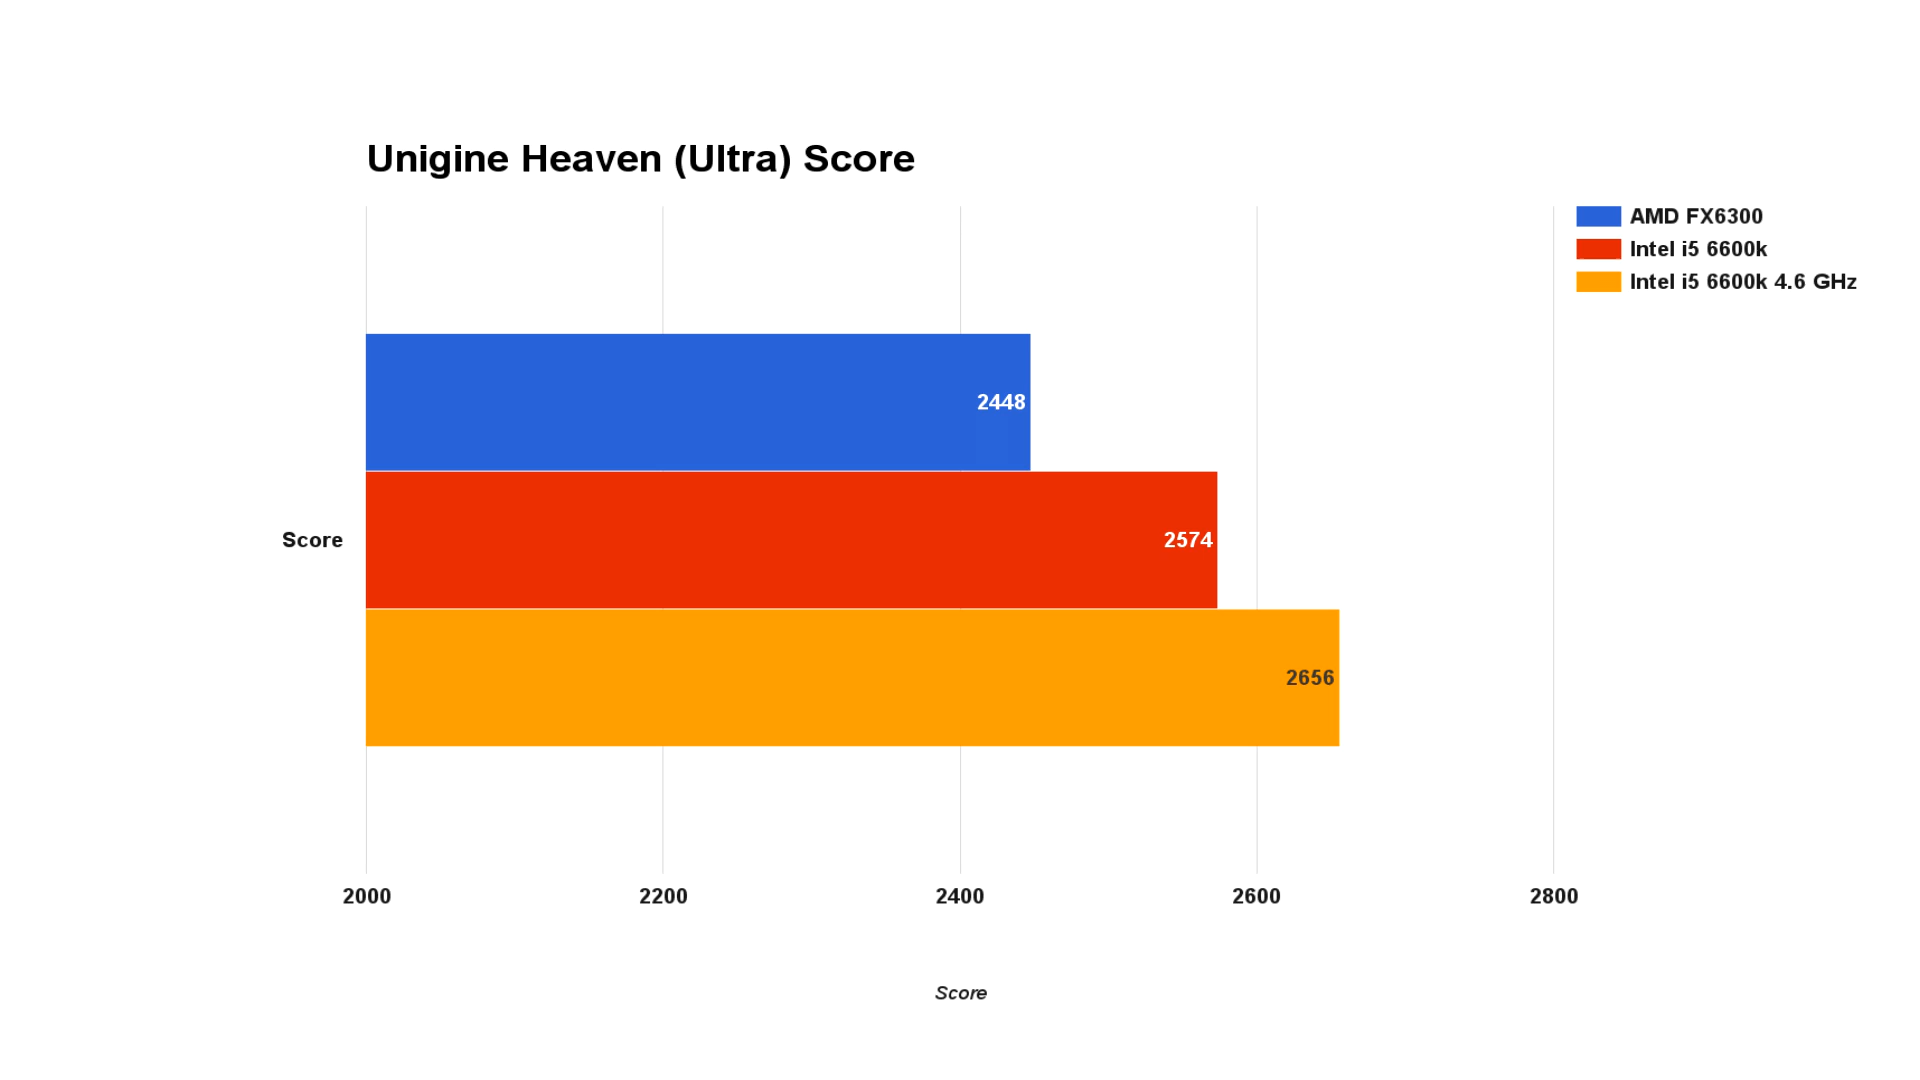 Unigine Heaven (Ultra) Score
AMD FX6300
Intel i5 6600k
Intel i5 6600k 4.6 GHz
2448
Score
2574
2656
2000
2200
2400
2600
2800
Score